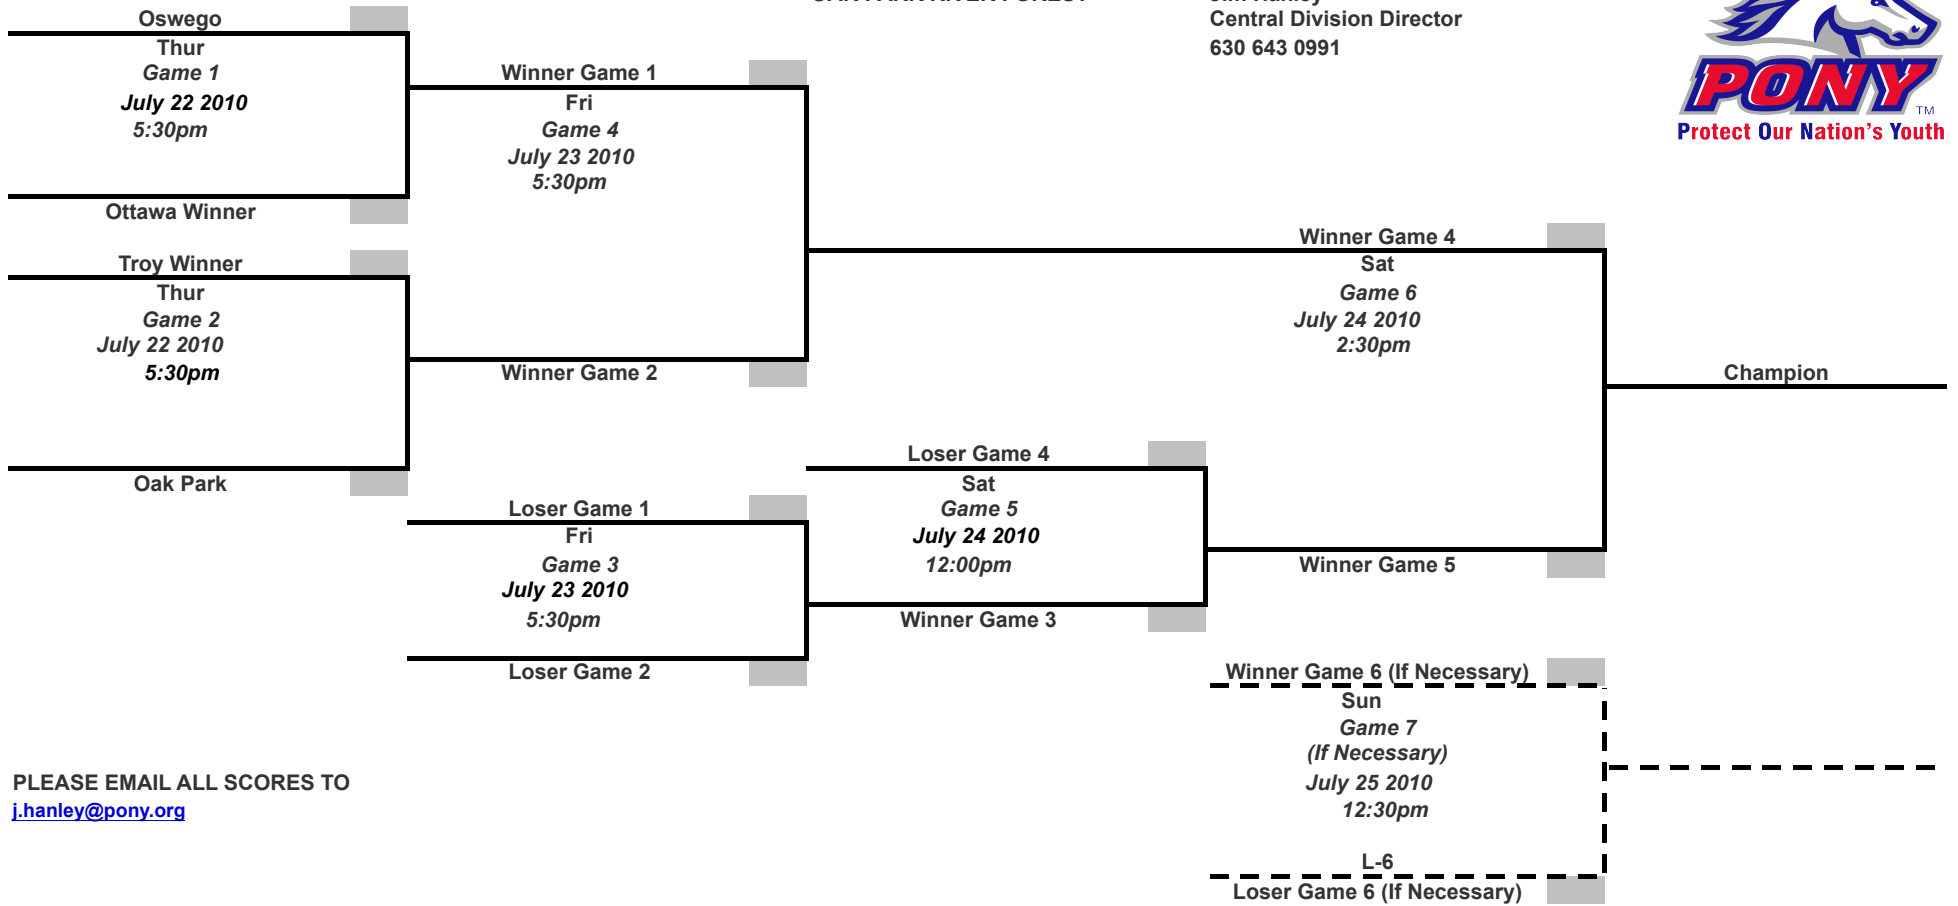 Central Division Director
630 643 0991
PONY
TM
Protect Our Nation's Youth
Oswego
Thur
Game 1
July 22 2010
5:30pm
Ottawa Winner
Troy Winner
Thur
Game 2
July 22 2010
5:30pm
Oak Park
Winner Game 1
Fri
Game 4
July 23 2010
5:30pm
Winner Game 2
Loser Game 1
Fri
Game 3
July 23 2010
5:30pm
Loser Game 2
Loser Game 4
Sat
Game 5
July 24 2010
12:00pm
Winner Game 3
Winner Game 4
Sat
Game 6
July 24 2010
2:30pm
Winner Game 5
Champion
Winner Game 6 (If Necessary)
Sun
Game 7
(If Necessary)
July 25 2010
12:30pm
L-6
Loser Game 6 (If Necessary)
PLEASE EMAIL ALL SCORES TO
j.hanley@pony.org